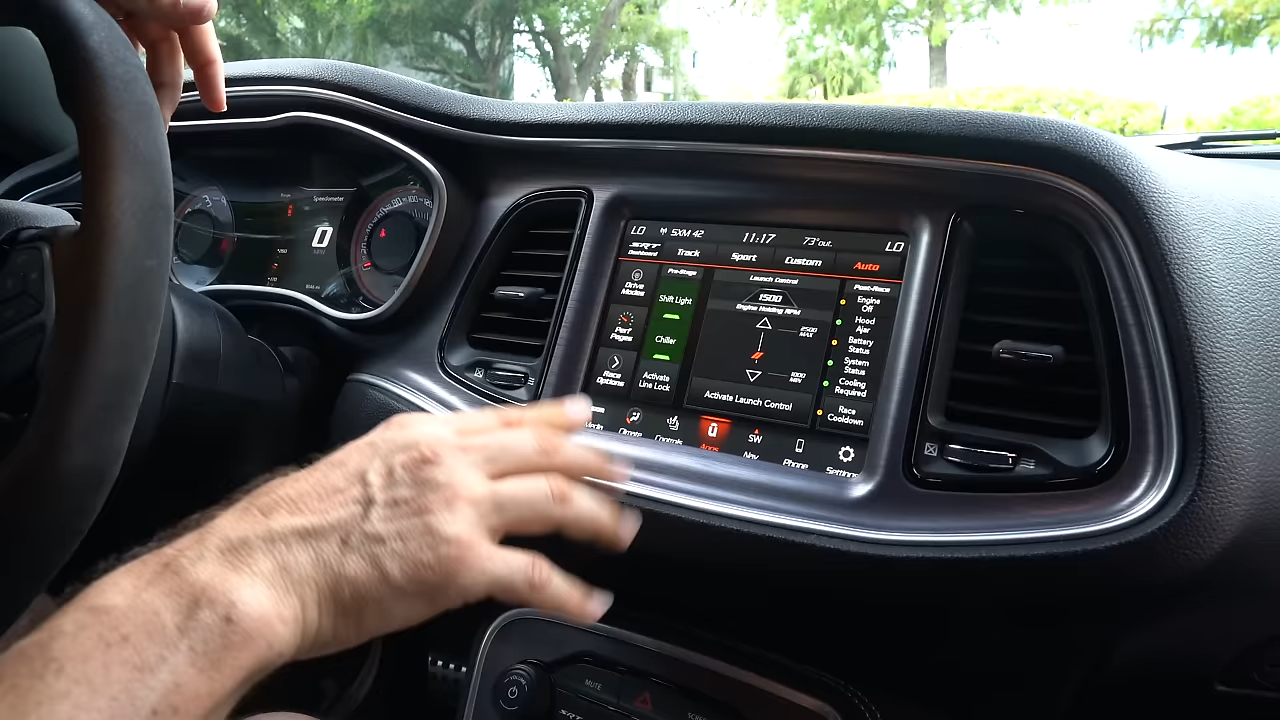 Speedometer
0
MPH
LO
SXM 42
11:17
73°out.
LO
SRT
Dashboard
Track
Sport
Custom
Auto
Drive
Modes
Perf
Pages
Race
Options
Pre-Stage
Shift Light
Chiller
Activate
Line Lock
Launch Control
1500
Engine Holding RPM
2500
MAX
1000
MIN
Activate Launch Control
Post-Race
Engine
Off
Hood
Ajar
Battery
Status
System
Status
Cooling
Required
Race
Cooldown
Media
Climate
Controls
Apps
SW
Nav
Phone
Settings
VOLUME
MUTE
SRT